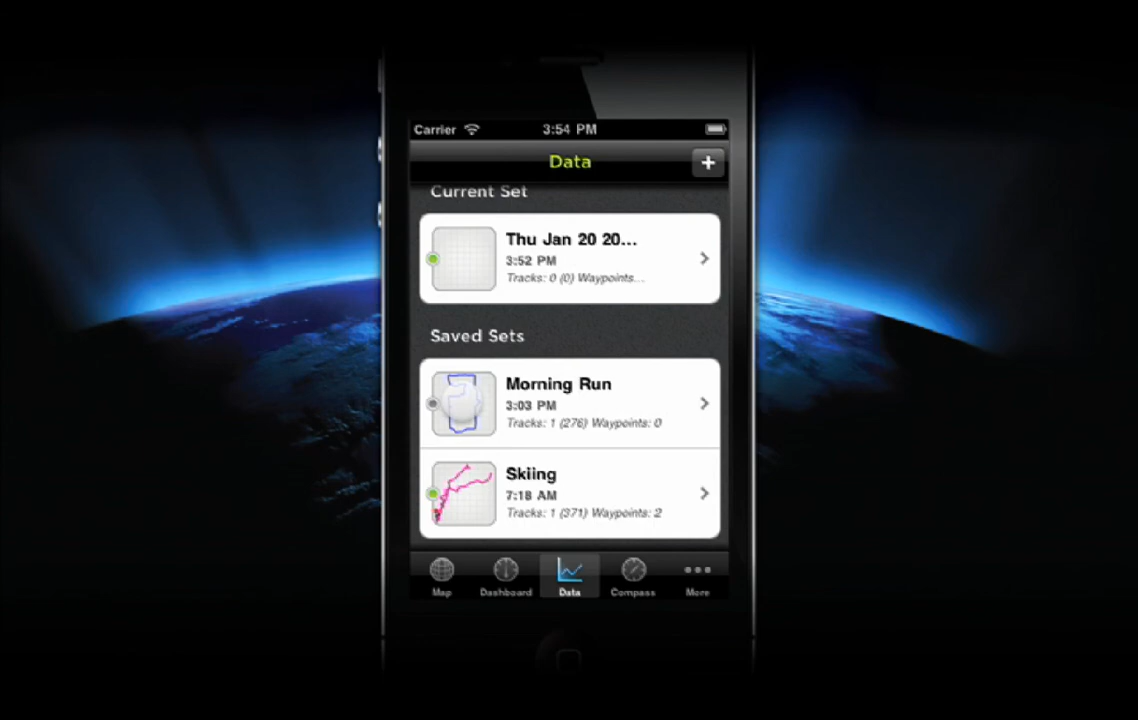 Carrier 3:54 PM
Data +
Current Set
Thu Jan 20 20...
3:52 PM
Tracks: 0 (0) Waypoints...
Saved Sets
Morning Run
3:03 PM
Tracks: 1 (276) Waypoints: 0
Skiing
7:18 AM
Tracks: 1 (371) Waypoints: 2
Map Dashboard Data Compass More